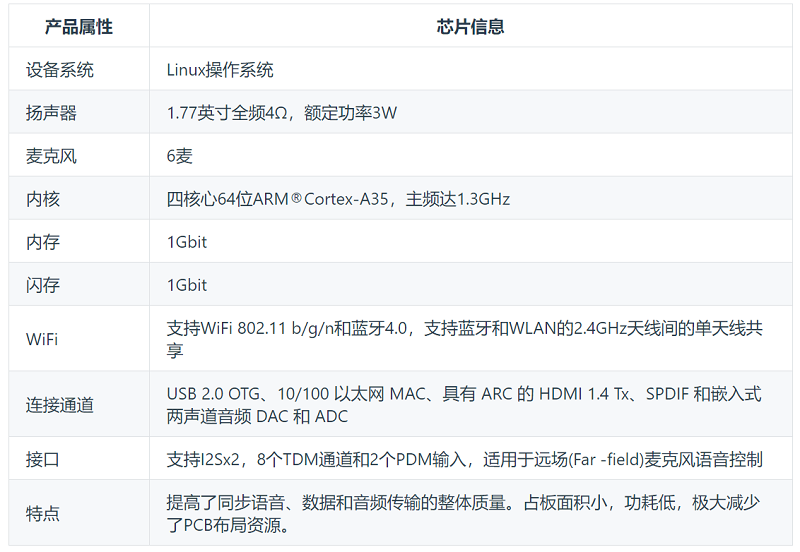 产品属性 芯片信息
设备系统 Linux操作系统
扬声器 1.77英寸全频4Ω，额定功率3W
麦克风 6麦
内核 四核心64位ARM®Cortex-A35，主频达1.3GHz
内存 1Gbit
闪存 1Gbit
WiFi 支持WiFi 802.11 b/g/n和蓝牙4.0，支持蓝牙和WLAN的2.4GHz天线间的单天线共
享
连接通道 USB 2.0 OTG、10/100 以太网 MAC、具有 ARC 的 HDMI 1.4 Tx、SPDIF 和嵌入式
两声道音频 DAC 和 ADC
接口 支持I2Sx2，8个TDM通道和2个PDM输入，适用于远场(Far -field)麦克风语音控制
特点 提高了同步语音、数据和音频传输的整体质量。占板面积小，功耗低，极大减少
了PCB布局资源。